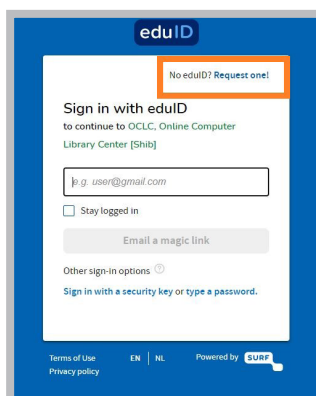 eduID
No eduID? Request one!
Sign in with eduID
to continue to OCLC, Online Computer
Library Center [Shib]
e.g. user@gmail.com
Stay logged in
Email a magic link
Other sign-in options ?
Sign in with a security key or type a password.
Terms of Use EN | NL Powered by SURF
Privacy policy